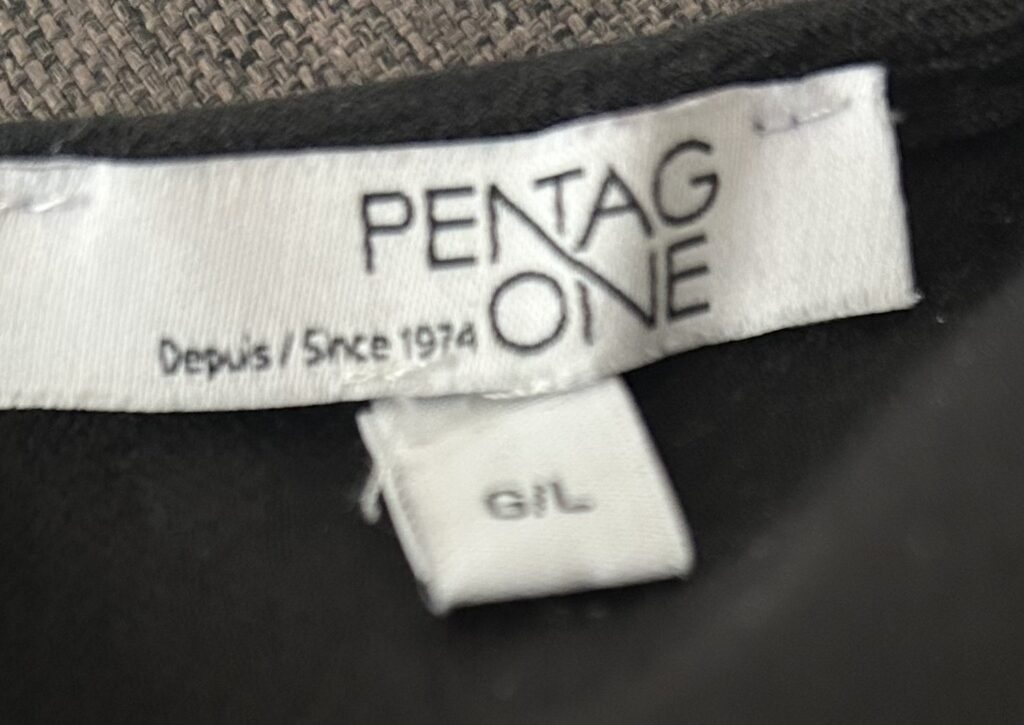 PENTAG
ONE
Depuis / Since 1974
G/L